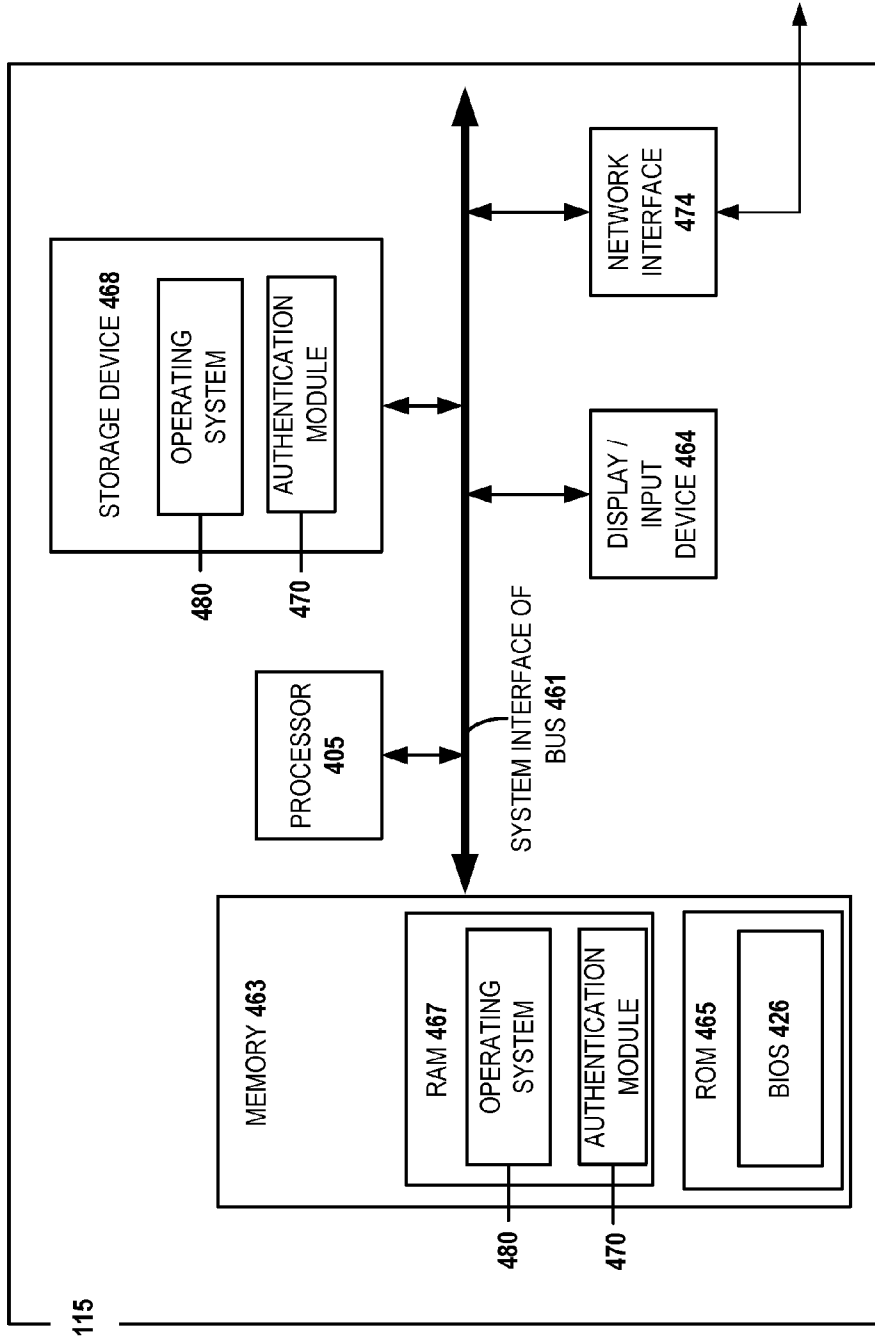 115
MEMORY 463
RAM 467
OPERATING
SYSTEM
480
AUTHENTICATION
MODULE
470
ROM 465
BIOS 426
PROCESSOR
405
STORAGE DEVICE 468
OPERATING
SYSTEM
480
AUTHENTICATION
MODULE
470
SYSTEM INTERFACE OF
BUS 461
DISPLAY /
INPUT
DEVICE 464
NETWORK
INTERFACE
474